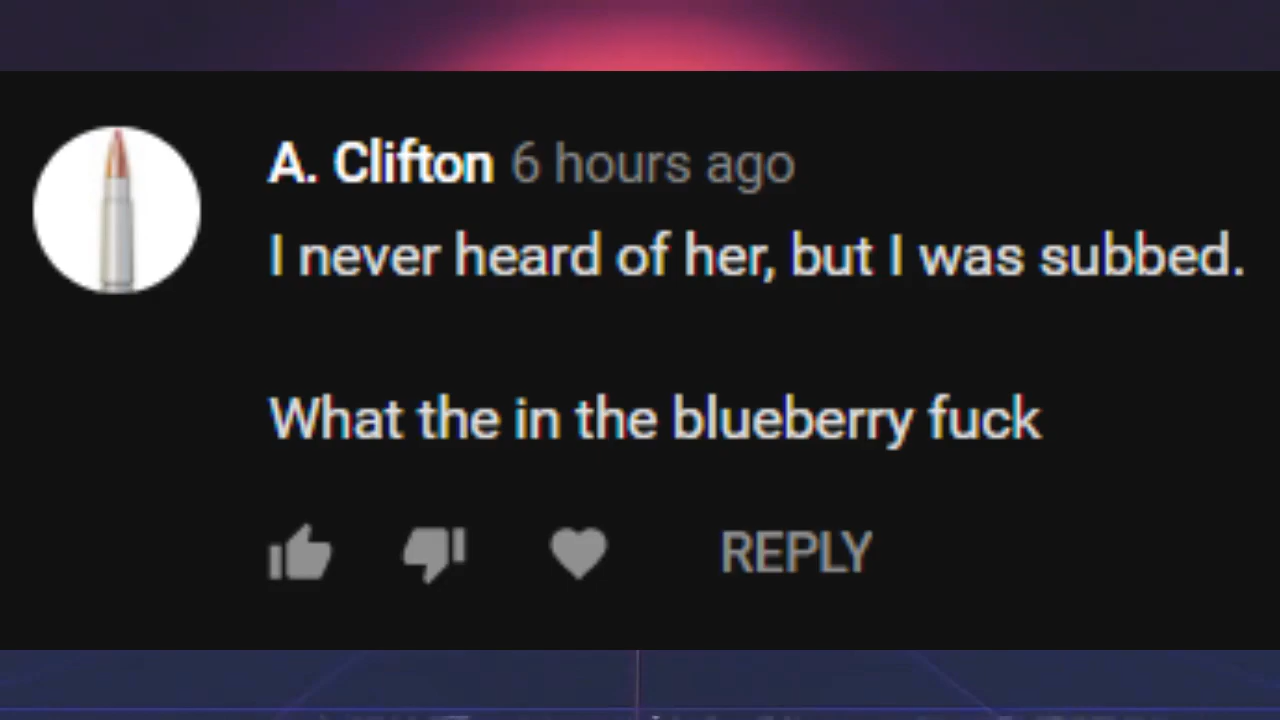 A. Clifton 6 hours ago
I never heard of her, but I was subbed.
What the in the blueberry fuck
REPLY